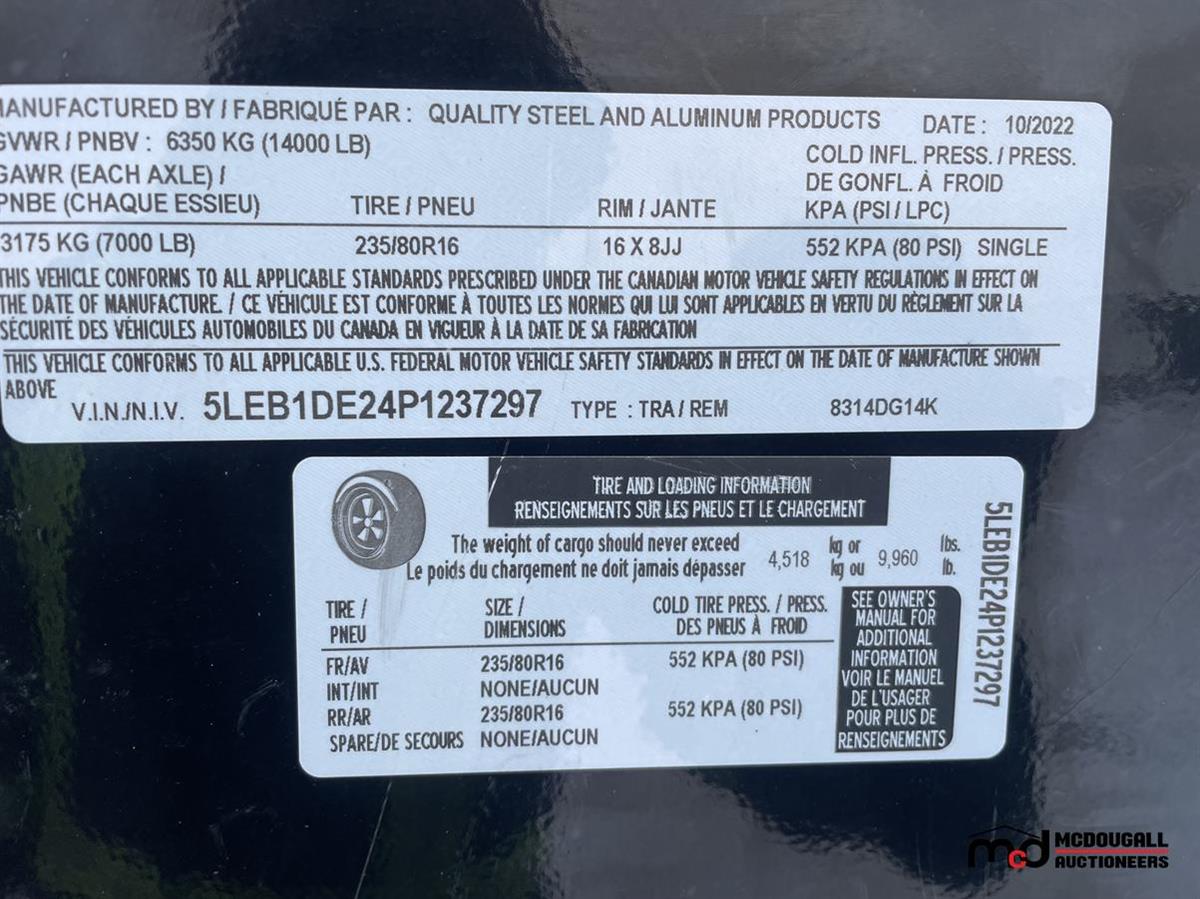 MANUFACTURED BY / FABRIQUÉ PAR : QUALITY STEEL AND ALUMINUM PRODUCTS DATE : 10/2022
GVWR / PNBV : 6350 KG (14000 LB)
COLD INFL. PRESS. / PRESS.
GAWR (EACH AXLE) /
DE GONFL. À FROID
PNBE (CHAQUE ESSIEU) TIRE / PNEU RIM / JANTE KPA (PSI / LPC)
3175 KG (7000 LB) 235/80R16 16 X 8JJ 552 KPA (80 PSI) SINGLE
THIS VEHICLE CONFORMS TO ALL APPLICABLE STANDARDS PRESCRIBED UNDER THE CANADIAN MOTOR VEHICLE SAFETY REGULATIONS IN EFFECT ON
THE DATE OF MANUFACTURE. / CE VÉHICULE EST CONFORME À TOUTES LES NORMES QUI LUI SONT APPLICABLES EN VERTU DU RÈGLEMENT SUR LA
SÉCURITÉ DES VÉHICULES AUTOMOBILES DU CANADA EN VIGUEUR À LA DATE DE SA FABRICATION
THIS VEHICLE CONFORMS TO ALL APPLICABLE U.S. FEDERAL MOTOR VEHICLE SAFETY STANDARDS IN EFFECT ON THE DATE OF MANUFACTURE SHOWN
ABOVE
V.I.N./N.I.V. 5LEB1DE24P1237297 TYPE : TRA / REM 8314DG14K
TIRE AND LOADING INFORMATION
RENSEIGNEMENTS SUR LES PNEUS ET LE CHARGEMENT
The weight of cargo should never exceed 4,518 kg or 9,960 lbs.
Le poids du chargement ne doit jamais dépasser kg ou lb.
TIRE / SIZE / COLD TIRE PRESS. / PRESS.
PNEU DIMENSIONS DES PNEUS À FROID
FR/AV 235/80R16 552 KPA (80 PSI)
INT/INT NONE/AUCUN
RR/AR 235/80R16 552 KPA (80 PSI)
SPARE/DE SECOURS NONE/AUCUN
SEE OWNER'S
MANUAL FOR
ADDITIONAL
INFORMATION
VOIR LE MANUEL
DE L'USAGER
POUR PLUS DE
RENSEIGNEMENTS
5LEB1DE24P1237297
mcd MCDOUGALL
AUCTIONEERS